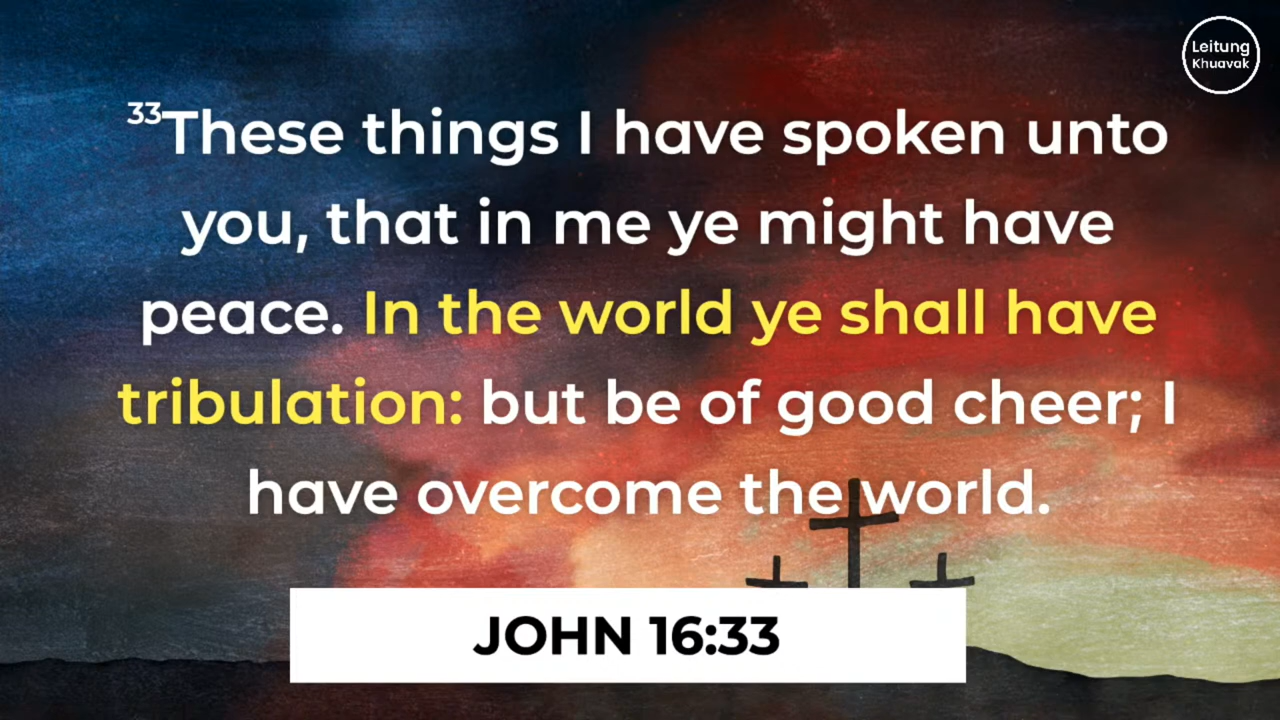 Leitung
Khuavak
33These things I have spoken unto
you, that in me ye might have
peace. In the world ye shall have
tribulation: but be of good cheer; I
have overcome the world.
JOHN 16:33